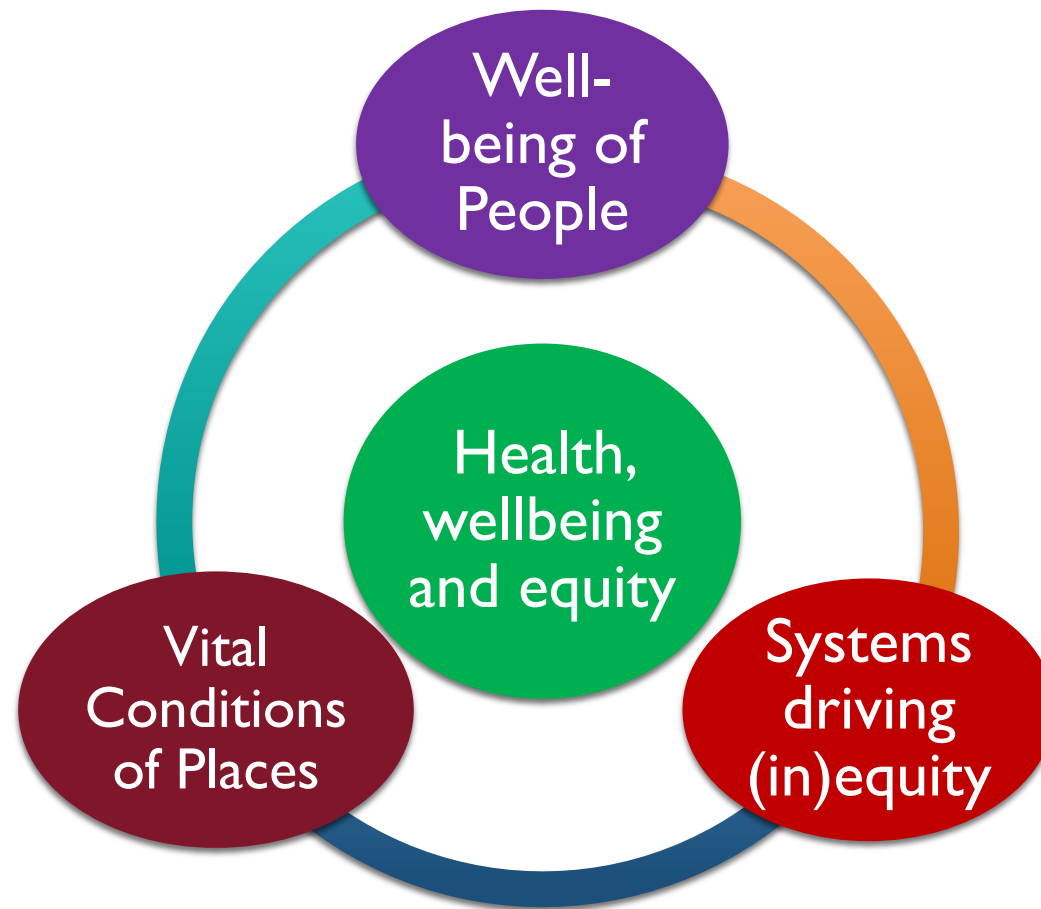 Well-
being of
People
Health,
wellbeing
and equity
Vital
Conditions
of Places
Systems
driving
(in)equity